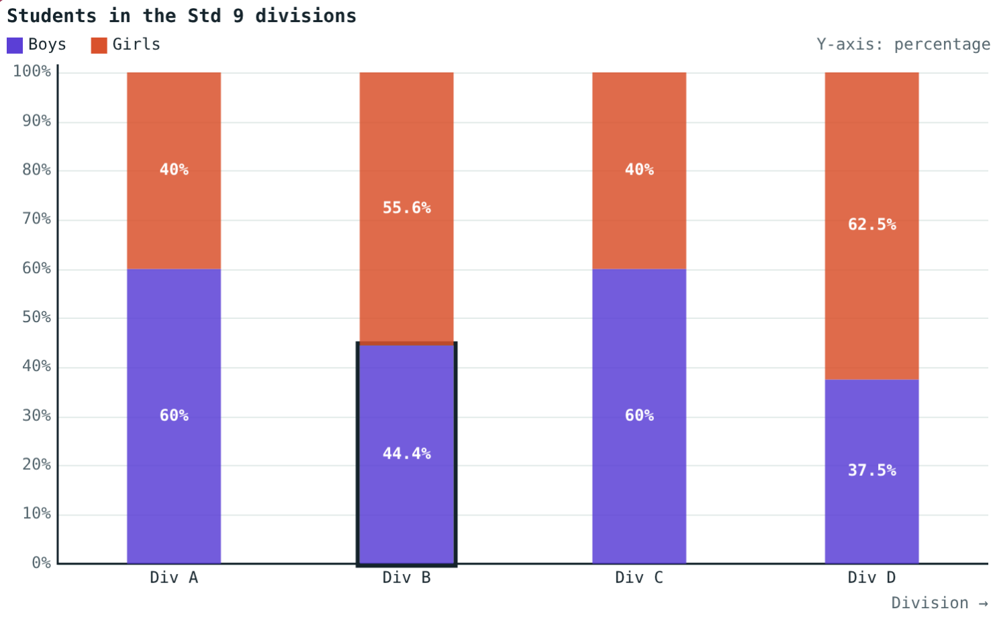 Students in the Std 9 divisions
Boys Girls Y-axis: percentage
100%
90%
80%
70%
60%
50%
40%
30%
20%
10%
0%
40% 55.6% 40% 62.5%
60% 44.4% 60% 37.5%
Div A Div B Div C Div D
Division →